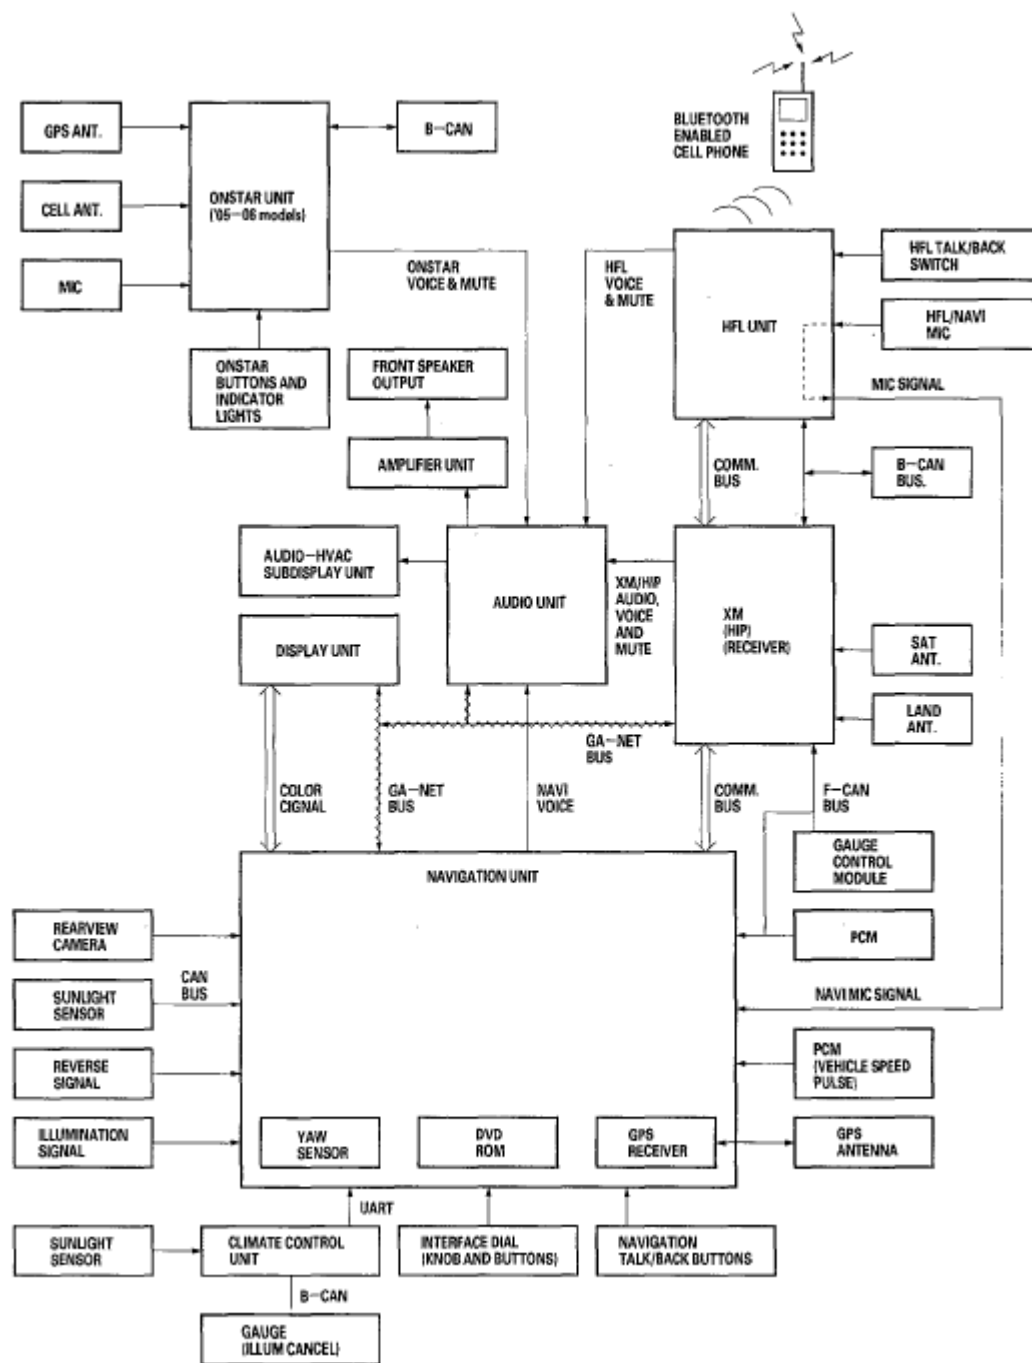 BLUETOOTH
ENABLED
CELL PHONE
GPS ANT.
B-CAN
CELL ANT.
ONSTAR UNIT
('05-06 models)
MIC
ONSTAR
VOICE & MUTE
HFL
VOICE
& MUTE
HFL UNIT
HFL TALK/BACK
SWITCH
HFL/NAVI
MIC
MIC SIGNAL
ONSTAR
BUTTONS AND
INDICATOR
LIGHTS
FRONT SPEAKER
OUTPUT
AMPLIFIER UNIT
COMM.
BUS
B-CAN
BUS.
AUDIO-HVAC
SUBDISPLAY UNIT
AUDIO UNIT
XM/HIP
AUDIO,
VOICE
AND
MUTE
XM
(HIP)
(RECEIVER)
DISPLAY UNIT
SAT
ANT.
LAND
ANT.
GA-NET
BUS
COLOR
CIGNAL
GA-NET
BUS
NAVI
VOICE
COMM.
BUS
F-CAN
BUS
GAUGE
CONTROL
MODULE
NAVIGATION UNIT
REARVIEW
CAMERA
PCM
CAN
BUS
SUNLIGHT
SENSOR
NAVI MIC SIGNAL
REVERSE
SIGNAL
PCM
(VEHICLE SPEED
PULSE)
ILLUMINATION
SIGNAL
YAW
SENSOR
DVD
ROM
GPS
RECEIVER
GPS
ANTENNA
UART
SUNLIGHT
SENSOR
CLIMATE CONTROL
UNIT
INTERFACE DIAL
(KNOB AND BUTTONS)
NAVIGATION
TALK/BACK BUTTONS
B-CAN
GAUGE
(ILLUM CANCEL)